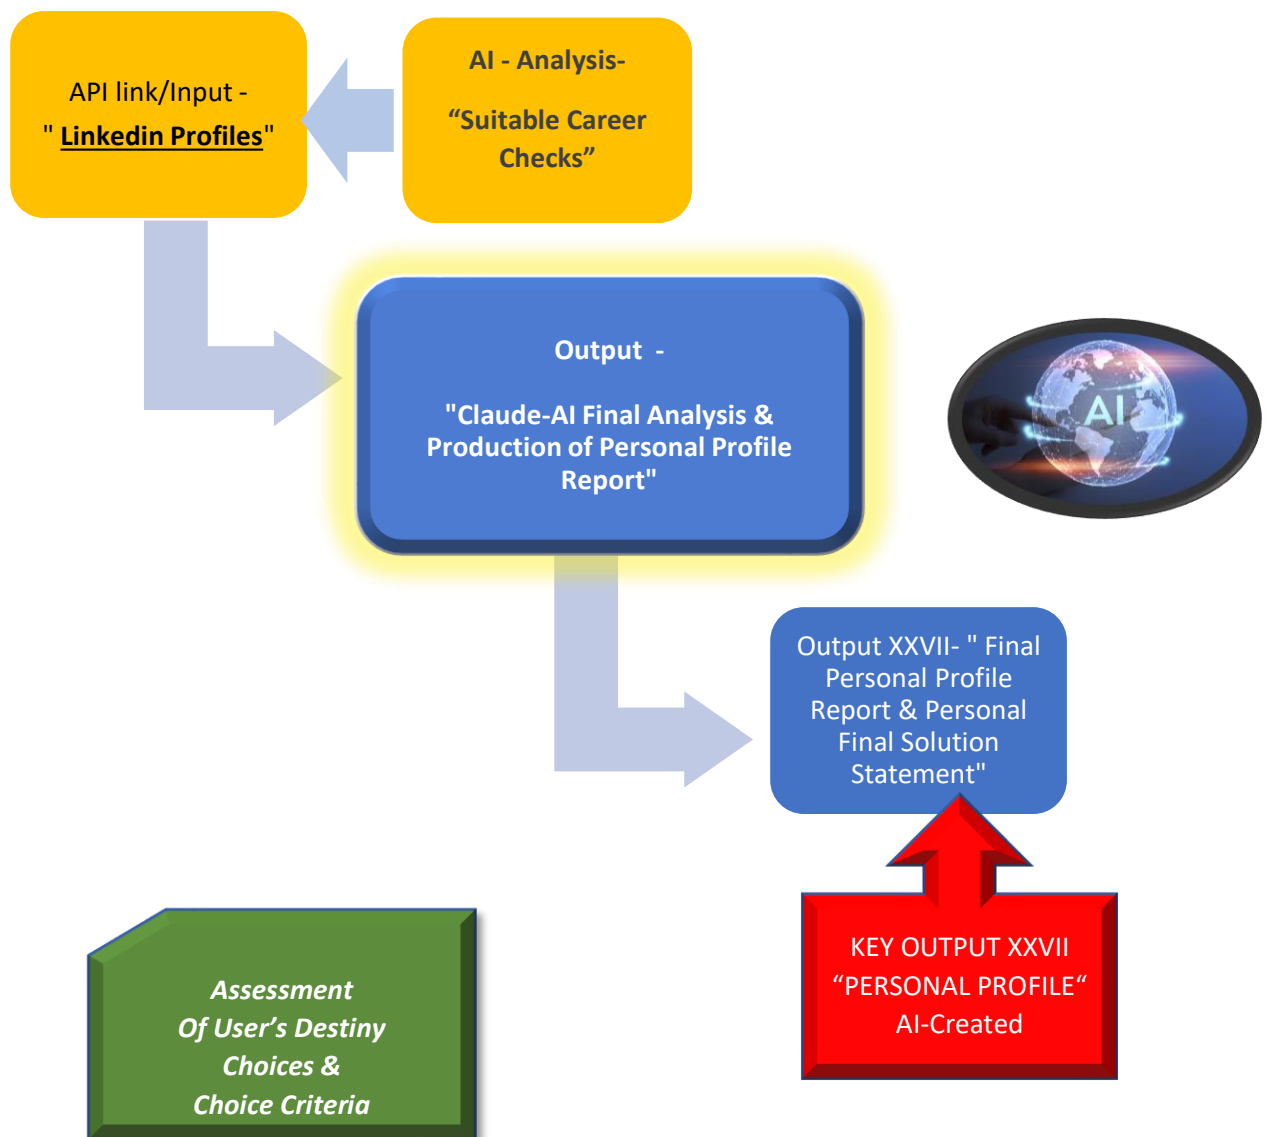 API link/Input -
" Linkedin Profiles"
AI - Analysis-
“Suitable Career
Checks”
Output -
"Claude-AI Final Analysis &
Production of Personal Profile
Report"
AI
Output XXVII- " Final
Personal Profile
Report & Personal
Final Solution
Statement"
KEY OUTPUT XXVII
“PERSONAL PROFILE“
AI-Created
Assessment
Of User’s Destiny
Choices &
Choice Criteria